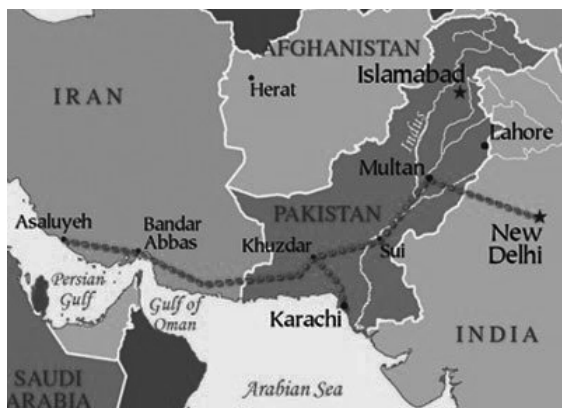 AFGHANISTAN
Islamabad
IRAN
Herat
Indus
Lahore
Multan
Asaluyeh
Bandar
Abbas
PAKISTAN
Khuzdar
Sui
New
Delhi
Persian
Gulf
Gulf of
Oman
Karachi
INDIA
SAUDI
ARABIA
Arabian Sea